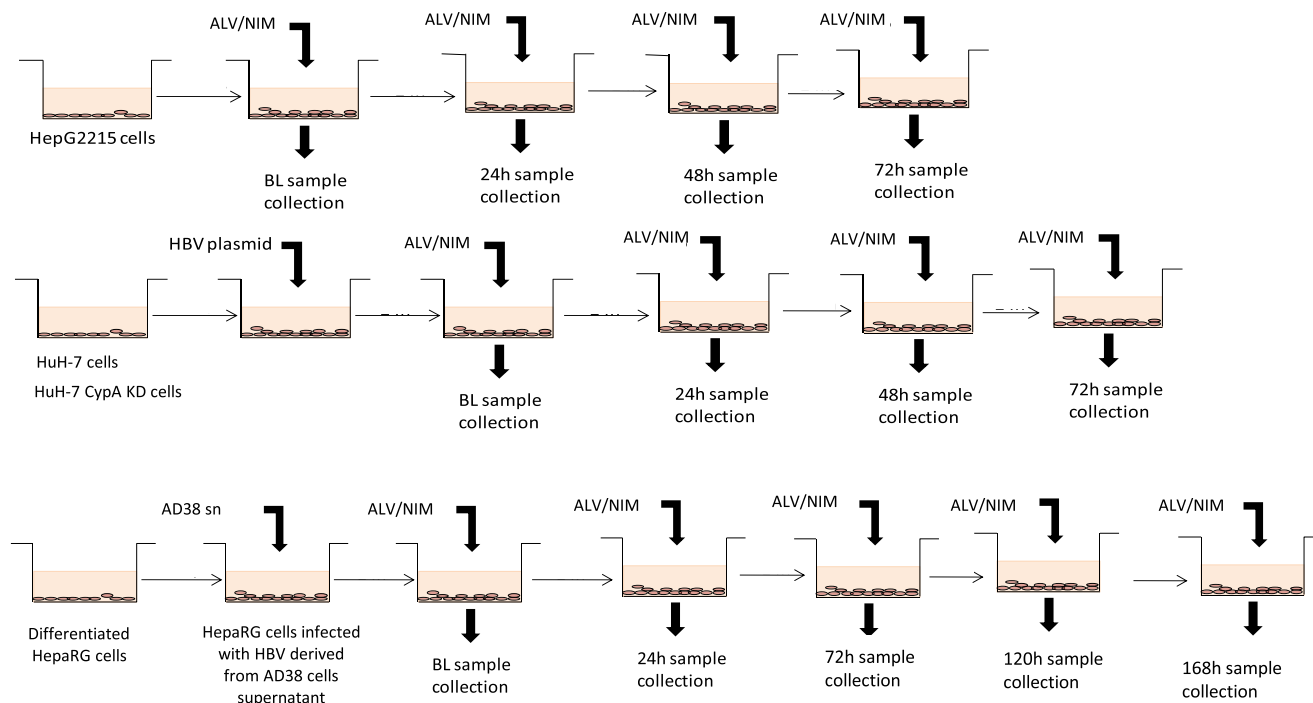 ALV/NIM
ALV/NIM
ALV/NIM
ALV/NIM
HepG2215 cells
BL sample
collection
24h sample
collection
48h sample
collection
72h sample
collection
HBV plasmid
ALV/NIM
ALV/NIM
ALV/NIM
ALV/NIM
HuH-7 cells
HuH-7 CypA KD cells
BL sample
collection
24h sample
collection
48h sample
collection
72h sample
collection
AD38 sn
ALV/NIM
ALV/NIM
ALV/NIM
ALV/NIM
ALV/NIM
Differentiated
HepaRG cells
HepaRG cells infected
with HBV derived
from AD38 cells
supernatant
BL sample
collection
24h sample
collection
72h sample
collection
120h sample
collection
168h sample
collection